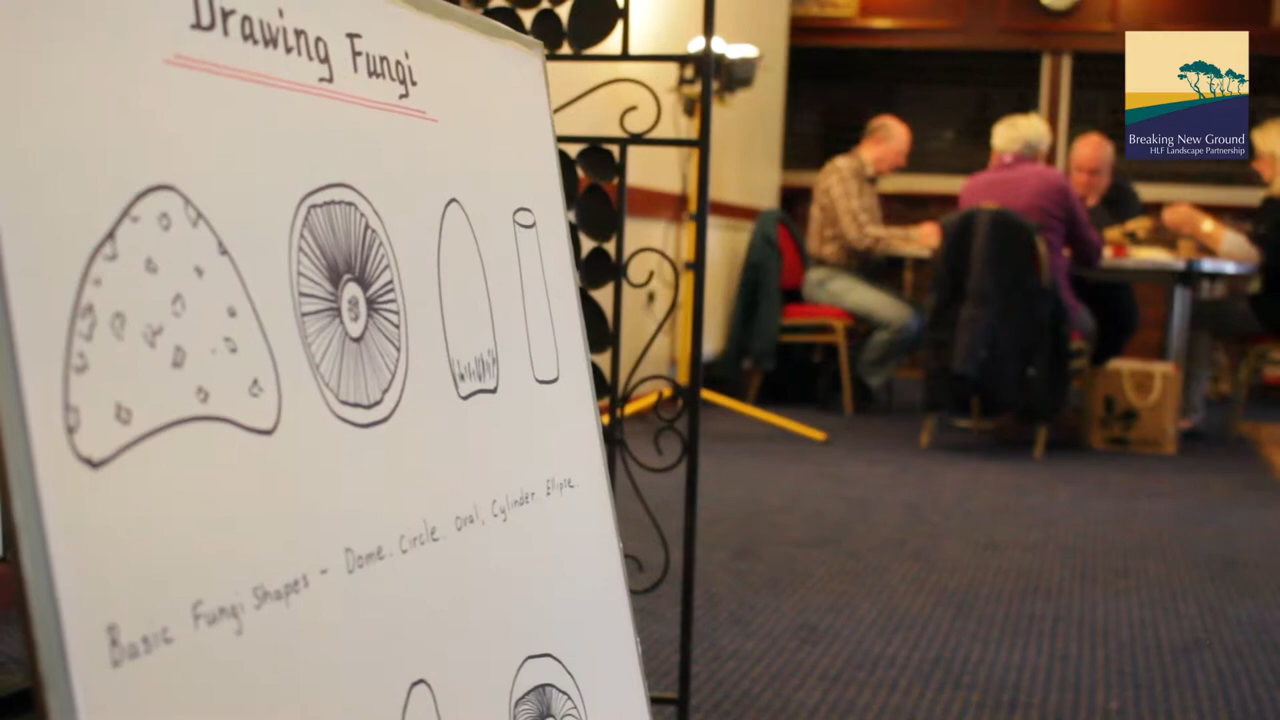 Drawing Fungi
Basic Fungi Shapes - Dome. Circle. Oval, Cylinder Ellipse.
Breaking New Ground
HLF Landscape Partnership